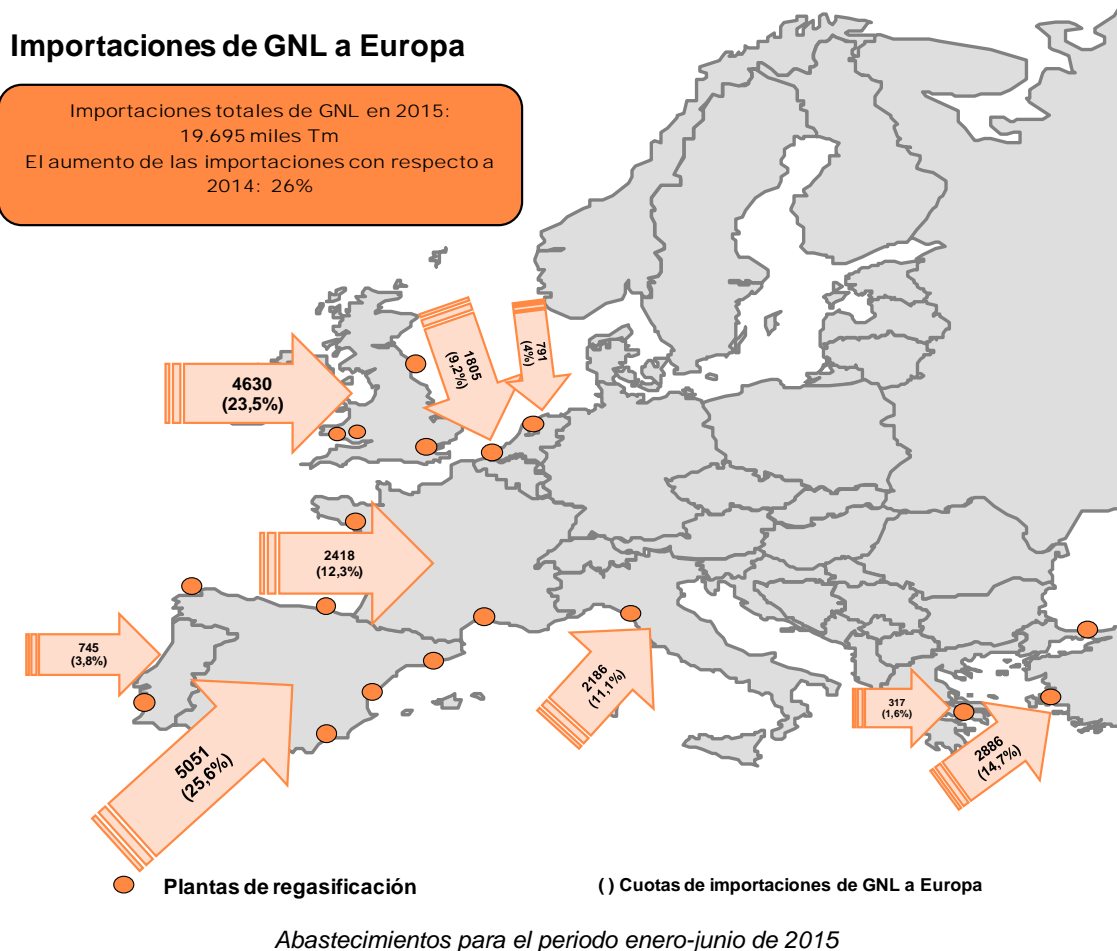 Importaciones de GNL a Europa
Importaciones totales de GNL en 2015:
19.695 miles Tm
El aumento de las importaciones con respecto a
2014: 26%
1805
(9,2%)
791
(4%)
4630
(23,5%)
2418
(12,3%)
745
(3,8%)
5051
(25,6%)
2186
(11,1%)
317
(1,6%)
2886
(14,7%)
Plantas de regasificación
( ) Cuotas de importaciones de GNL a Europa
Abastecimientos para el periodo enero-junio de 2015